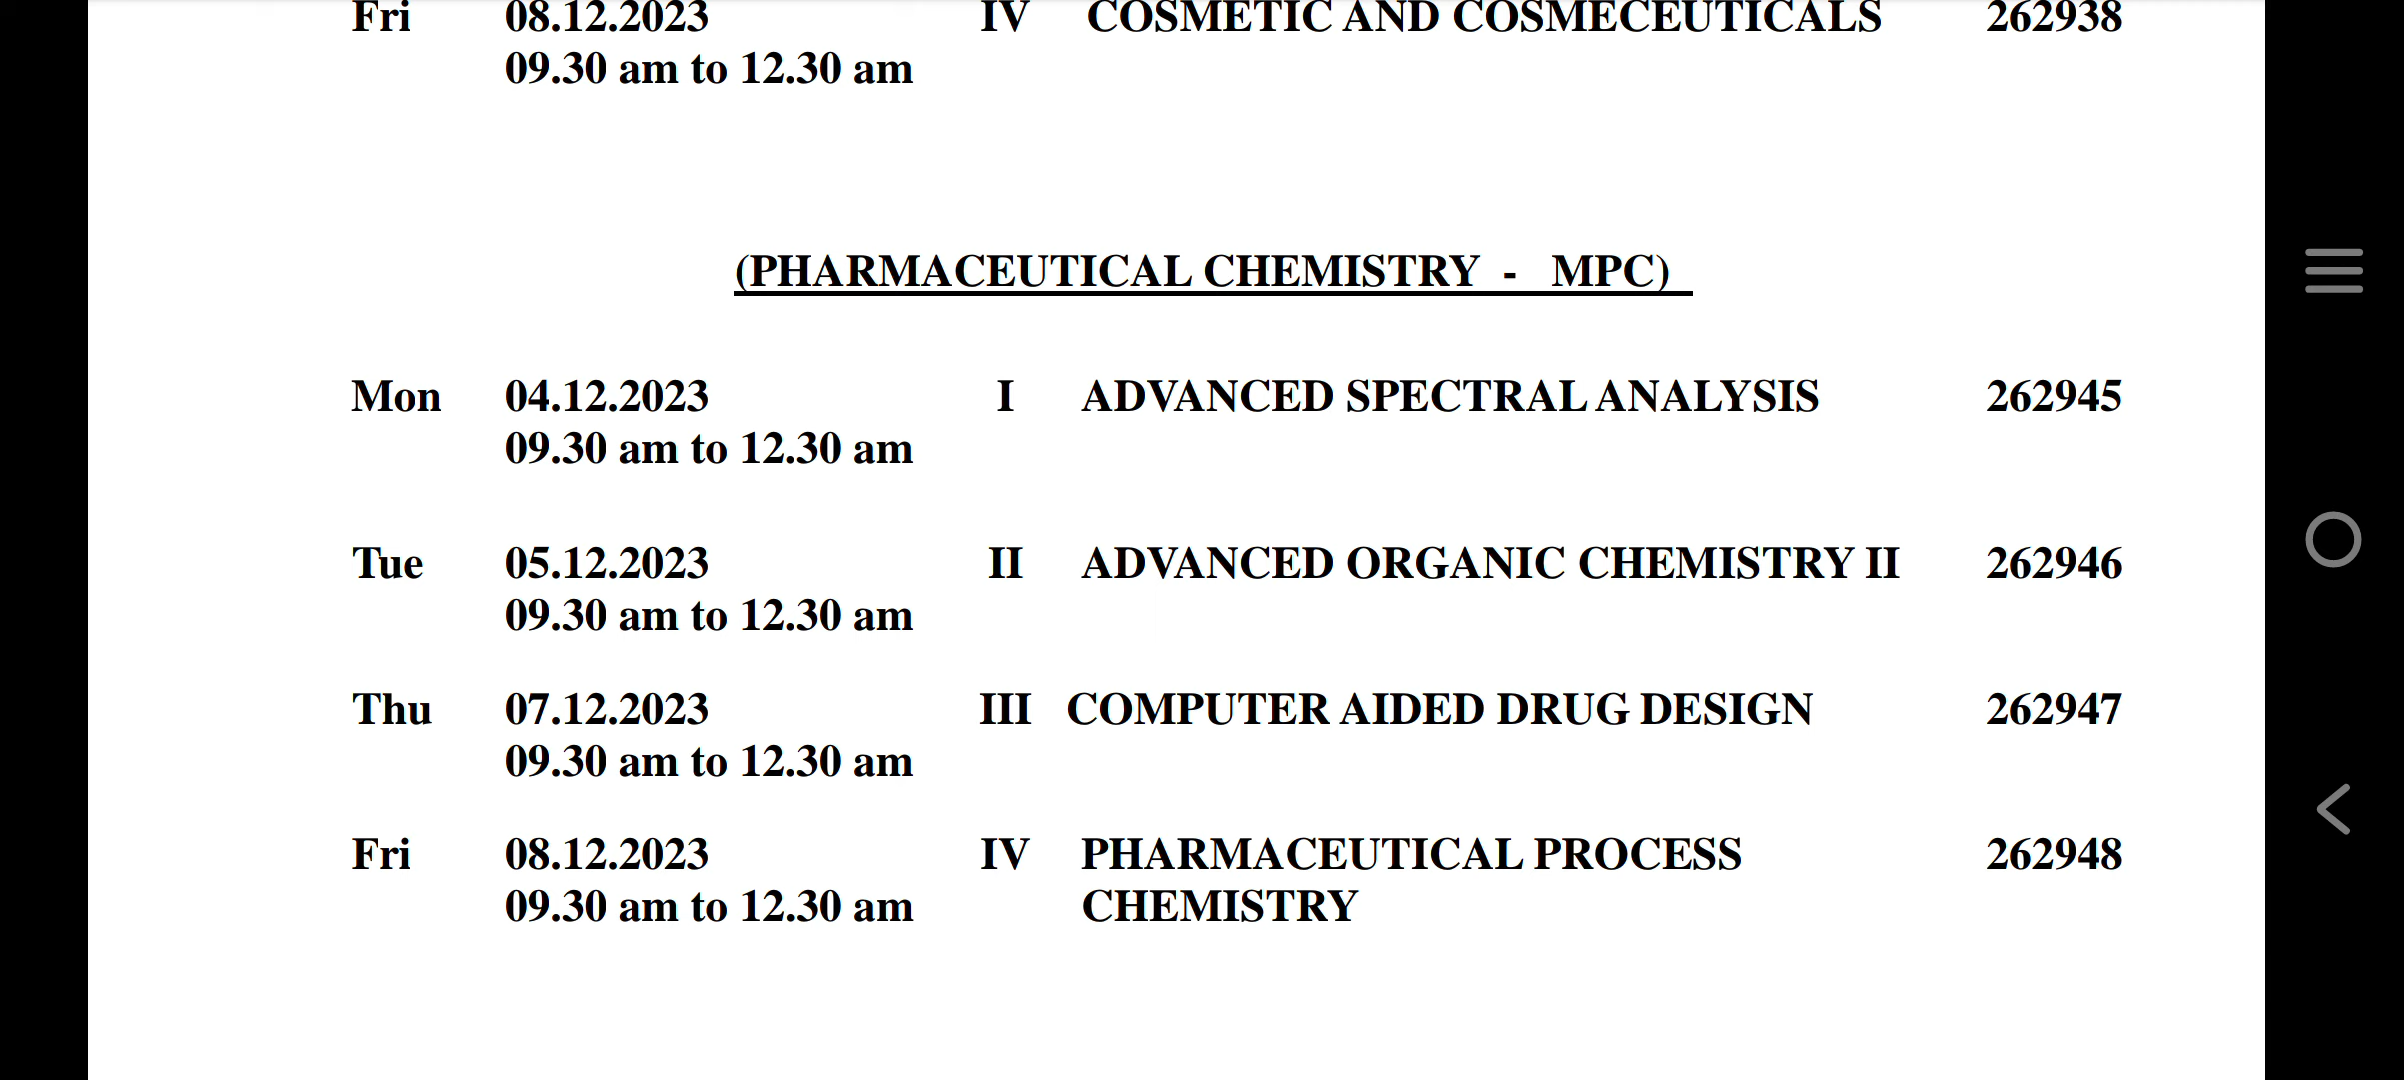 Fri 08.12.2023 IV COSMETIC AND COSMECEUTICALS 262938
09.30 am to 12.30 am
(PHARMACEUTICAL CHEMISTRY - MPC)
Mon 04.12.2023 I ADVANCED SPECTRAL ANALYSIS 262945
09.30 am to 12.30 am
Tue 05.12.2023 II ADVANCED ORGANIC CHEMISTRY II 262946
09.30 am to 12.30 am
Thu 07.12.2023 III COMPUTER AIDED DRUG DESIGN 262947
09.30 am to 12.30 am
Fri 08.12.2023 IV PHARMACEUTICAL PROCESS 262948
09.30 am to 12.30 am CHEMISTRY